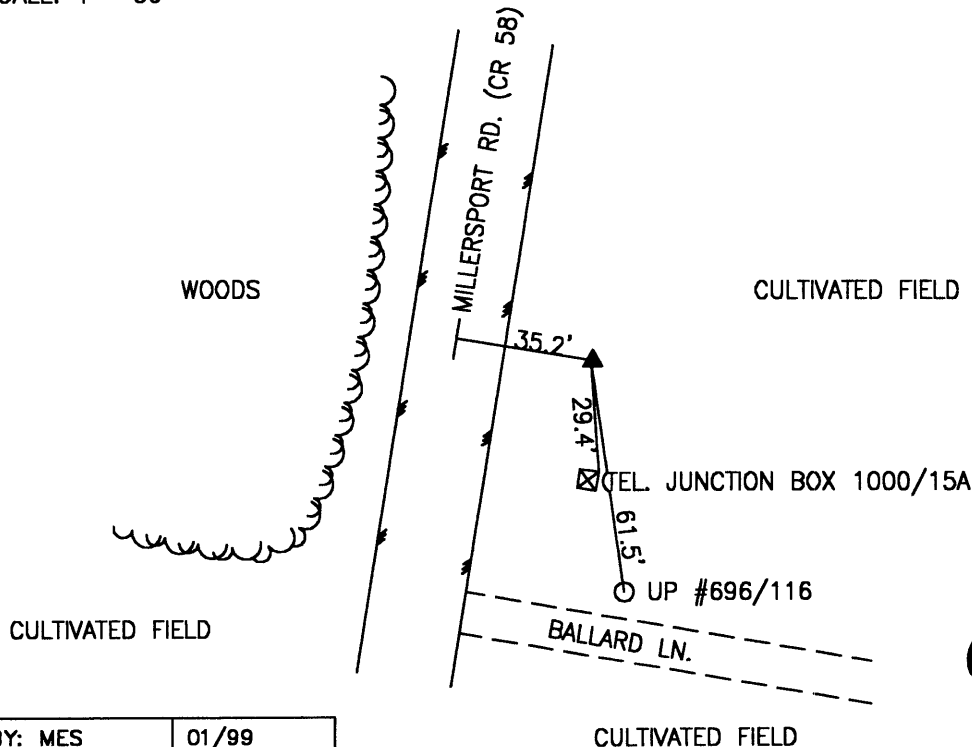 MILLERSPORT RD. (CR 58)
WOODS
CULTIVATED FIELD
35.2'
29.4'
TEL. JUNCTION BOX 1000/15A
61.5'
UP #696/116
CULTIVATED FIELD
BALLARD LN.
BY: MES 01/99
CULTIVATED FIELD